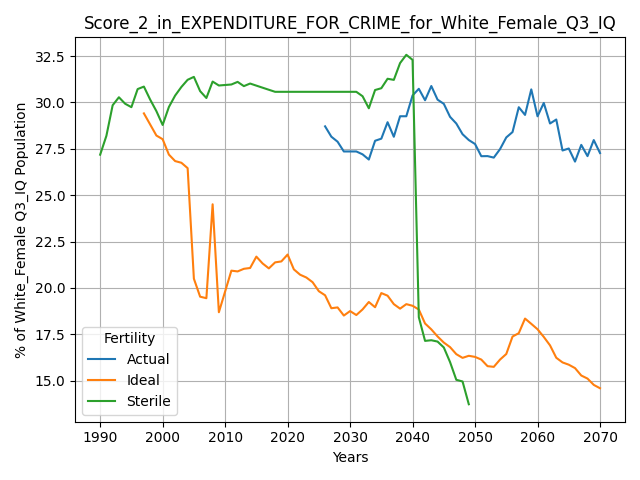 Score_2_in_EXPENDITURE_FOR_CRIME_for_White_Female_Q3_IQ
% of White_Female Q3_IQ Population
32.5
30.0
27.5
25.0
22.5
20.0
17.5
15.0
Fertility
Actual
Ideal
Sterile
1990 2000 2010 2020 2030 2040 2050 2060 2070
Years